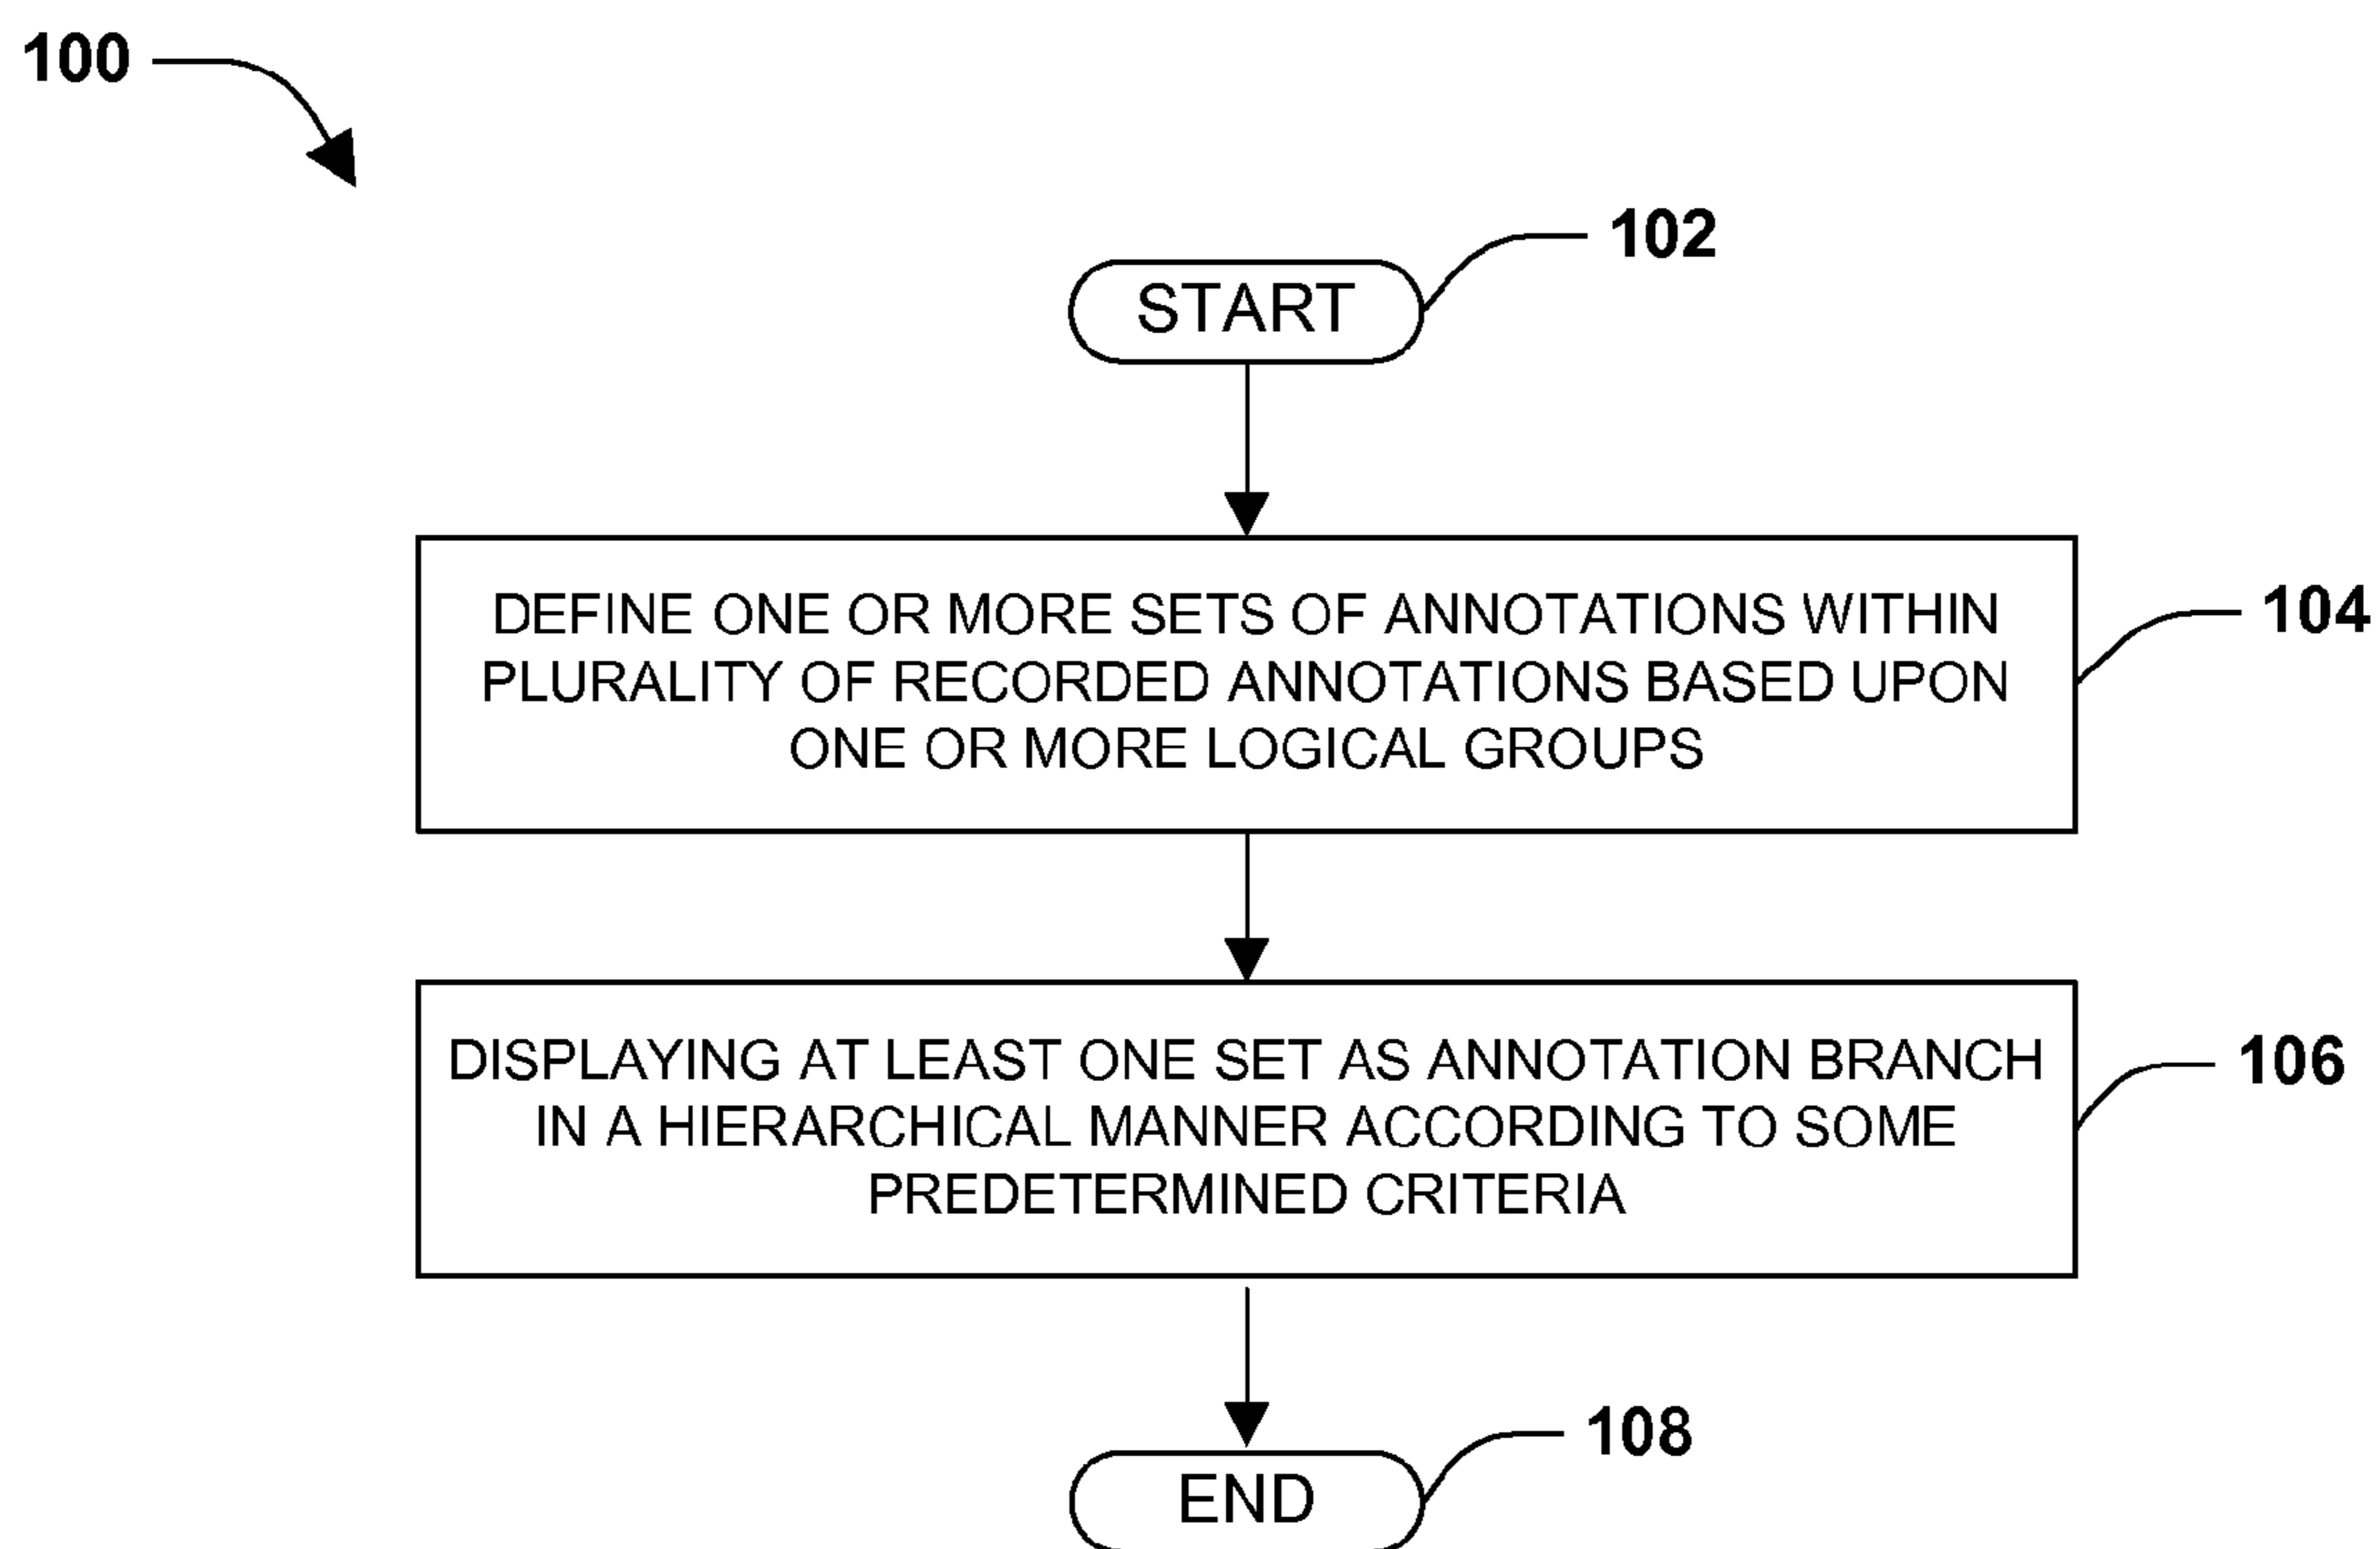 100
102
START
DEFINE ONE OR MORE SETS OF ANNOTATIONS WITHIN
PLURALITY OF RECORDED ANNOTATIONS BASED UPON
ONE OR MORE LOGICAL GROUPS
104
DISPLAYING AT LEAST ONE SET AS ANNOTATION BRANCH
IN A HIERARCHICAL MANNER ACCORDING TO SOME
PREDETERMINED CRITERIA
106
108
END